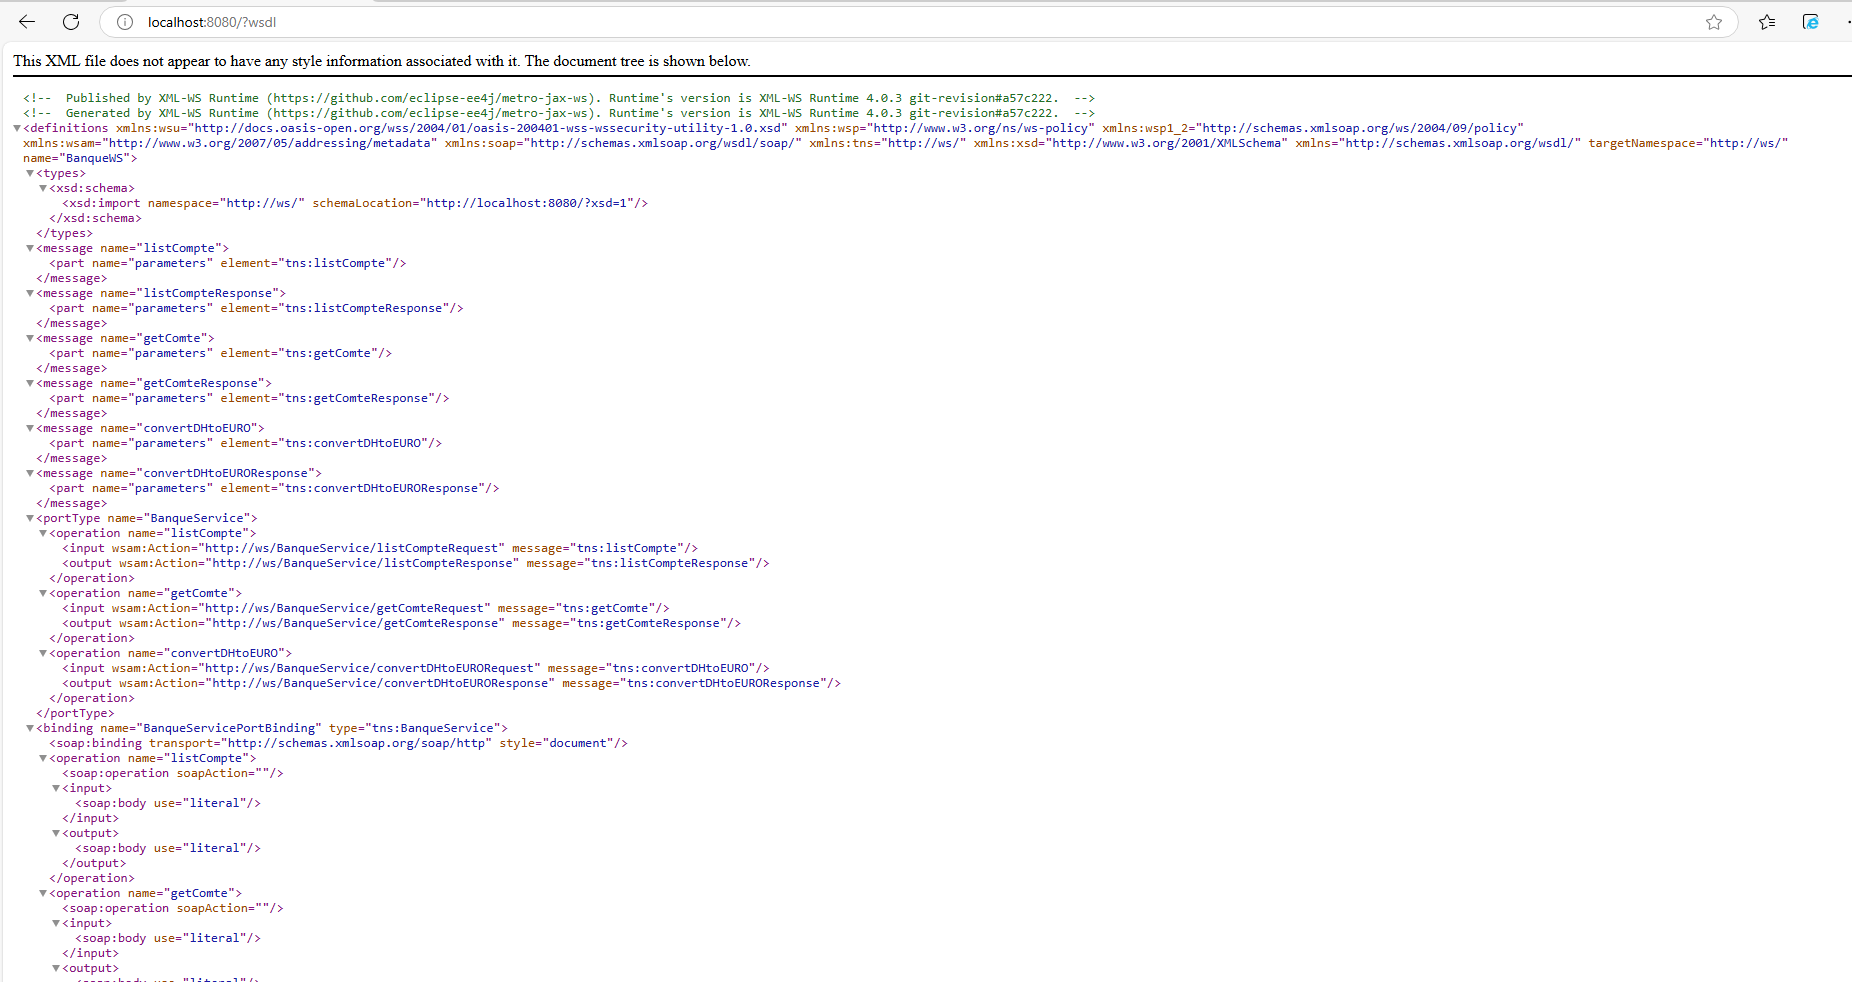 localhost:8080/?wsdl
This XML file does not appear to have any style information associated with it. The document tree is shown below.
<!-- Published by XML-WS Runtime (https://github.com/eclipse-ee4j/metro-jax-ws). Runtime's version is XML-WS Runtime 4.0.3 git-revision#a57c222. -->
<!-- Generated by XML-WS Runtime (https://github.com/eclipse-ee4j/metro-jax-ws). Runtime's version is XML-WS Runtime 4.0.3 git-revision#a57c222. -->
<definitions xmlns:wsu="http://docs.oasis-open.org/wss/2004/01/oasis-200401-wss-wssecurity-utility-1.0.xsd" xmlns:wsp="http://www.w3.org/ns/ws-policy" xmlns:wsp1_2="http://schemas.xmlsoap.org/ws/2004/09/policy"
xmlns:wsam="http://www.w3.org/2007/05/addressing/metadata" xmlns:soap="http://schemas.xmlsoap.org/wsdl/soap/" xmlns:tns="http://ws/" xmlns:xsd="http://www.w3.org/2001/XMLSchema" xmlns="http://schemas.xmlsoap.org/wsdl/" targetNamespace="http://ws/"
name="BanqueWS">
<types>
<xsd:schema>
<xsd:import namespace="http://ws/" schemaLocation="http://localhost:8080/?xsd=1"/>
</xsd:schema>
</types>
<message name="listCompte">
<part name="parameters" element="tns:listCompte"/>
</message>
<message name="listCompteResponse">
<part name="parameters" element="tns:listCompteResponse"/>
</message>
<message name="getComte">
<part name="parameters" element="tns:getComte"/>
</message>
<message name="getComteResponse">
<part name="parameters" element="tns:getComteResponse"/>
</message>
<message name="convertDHtoEURO">
<part name="parameters" element="tns:convertDHtoEURO"/>
</message>
<message name="convertDHtoEUROResponse">
<part name="parameters" element="tns:convertDHtoEUROResponse"/>
</message>
<portType name="BanqueService">
<operation name="listCompte">
<input wsam:Action="http://ws/BanqueService/listCompteRequest" message="tns:listCompte"/>
<output wsam:Action="http://ws/BanqueService/listCompteResponse" message="tns:listCompteResponse"/>
</operation>
<operation name="getComte">
<input wsam:Action="http://ws/BanqueService/getComteRequest" message="tns:getComte"/>
<output wsam:Action="http://ws/BanqueService/getComteResponse" message="tns:getComteResponse"/>
</operation>
<operation name="convertDHtoEURO">
<input wsam:Action="http://ws/BanqueService/convertDHtoEURORequest" message="tns:convertDHtoEURO"/>
<output wsam:Action="http://ws/BanqueService/convertDHtoEUROResponse" message="tns:convertDHtoEUROResponse"/>
</operation>
</portType>
<binding name="BanqueServicePortBinding" type="tns:BanqueService">
<soap:binding transport="http://schemas.xmlsoap.org/soap/http" style="document"/>
<operation name="listCompte">
<soap:operation soapAction=""/>
<input>
<soap:body use="literal"/>
</input>
<output>
<soap:body use="literal"/>
</output>
</operation>
<operation name="getComte">
<soap:operation soapAction=""/>
<input>
<soap:body use="literal"/>
</input>
<output>
<soap:body use="literal"/>